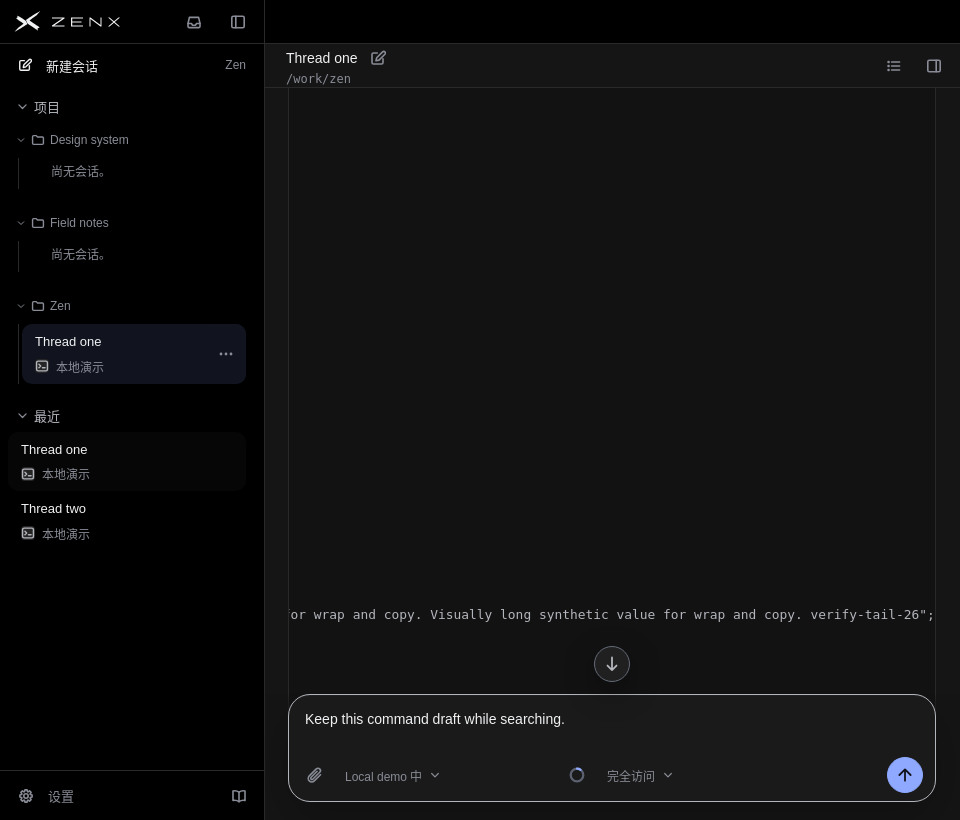 ZENX
新建会话 Zen
项目
Design system
尚无会话。
Field notes
尚无会话。
Zen
Thread one
本地演示
最近
Thread one
本地演示
Thread two
本地演示
设置
Thread one
/work/zen
or wrap and copy. Visually long synthetic value for wrap and copy. verify-tail-26";
Keep this command draft while searching.
Local demo 中 完全访问